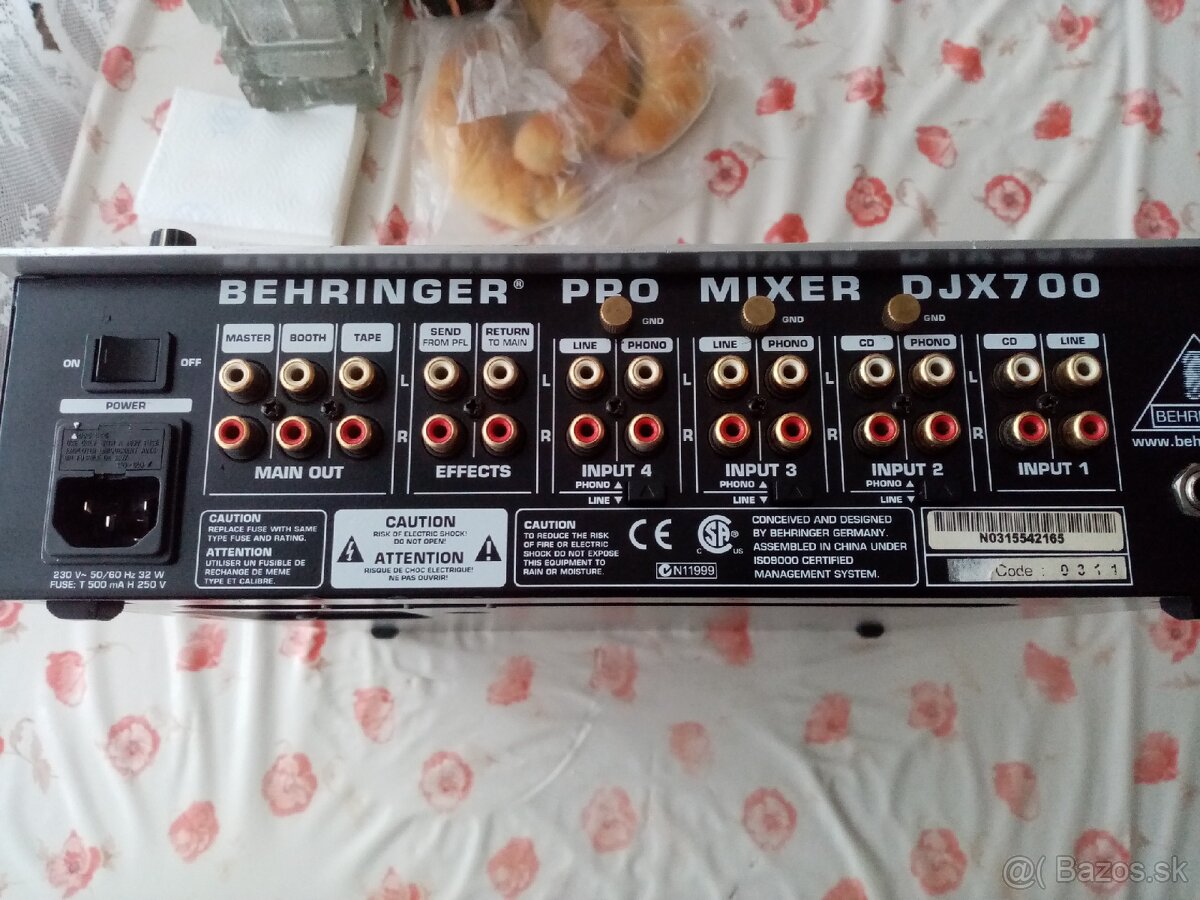 BEHRINGER® PRO MIXER DJX700
GND GND GND
ON OFF
POWER
MASTER BOOTH TAPE
L
R
MAIN OUT
SEND FROM PFL
RETURN TO MAIN
L
R
EFFECTS
LINE PHONO
L
R
INPUT 4
PHONO ▲
LINE ▼
LINE PHONO
L
R
INPUT 3
PHONO ▲
LINE ▼
CD PHONO
L
R
INPUT 2
PHONO ▲
LINE ▼
CD LINE
INPUT 1
BEHR
www.be
230 V~ 50/60 Hz 32 W
FUSE: T 500 mA H 250 V
CAUTION
REPLACE FUSE WITH SAME
TYPE FUSE AND RATING.
ATTENTION
UTILISER UN FUSIBLE DE
RECHANGE DE MEME
TYPE ET CALIBRE.
CAUTION
RISK OF ELECTRIC SHOCK!
DO NOT OPEN!
ATTENTION
RISQUE DE CHOC ELECTRIQUE!
NE PAS OUVRIR!
CAUTION
TO REDUCE THE RISK
OF FIRE OR ELECTRIC
SHOCK DO NOT EXPOSE
THIS EQUIPMENT TO
RAIN OR MOISTURE.
CE
N11999
C SA® US
CONCEIVED AND DESIGNED
BY BEHRINGER GERMANY.
ASSEMBLED IN CHINA UNDER
ISO9000 CERTIFIED
MANAGEMENT SYSTEM.
N0315542165
Code : 0311
@( Bazos.sk